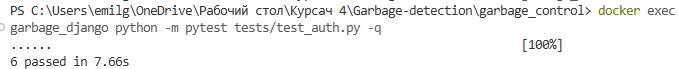 PS C:\Users\emilg\OneDrive\Рабочий стол\Курсач 4\Garbage-detection\garbage_control> docker exec
garbage_django python -m pytest tests/test_auth.py -q
...... [100%]
6 passed in 7.66s